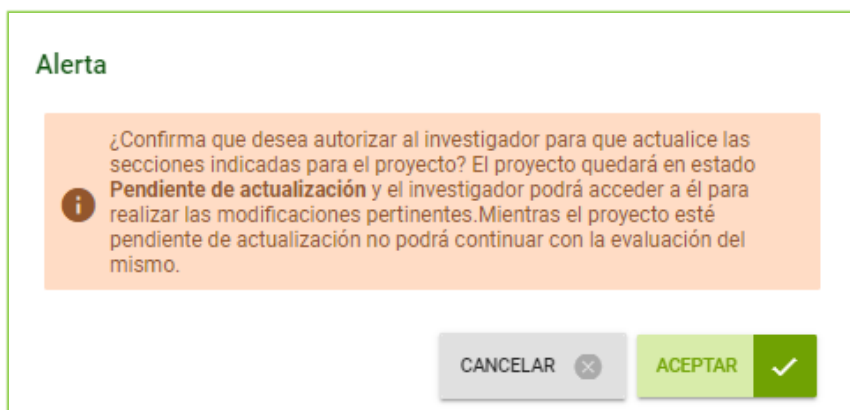 Alerta
¿Confirma que desea autorizar al investigador para que actualice las
secciones indicadas para el proyecto? El proyecto quedará en estado
Pendiente de actualización y el investigador podrá acceder a él para
realizar las modificaciones pertinentes.Mientras el proyecto esté
pendiente de actualización no podrá continuar con la evaluación del
mismo.
CANCELAR
ACEPTAR